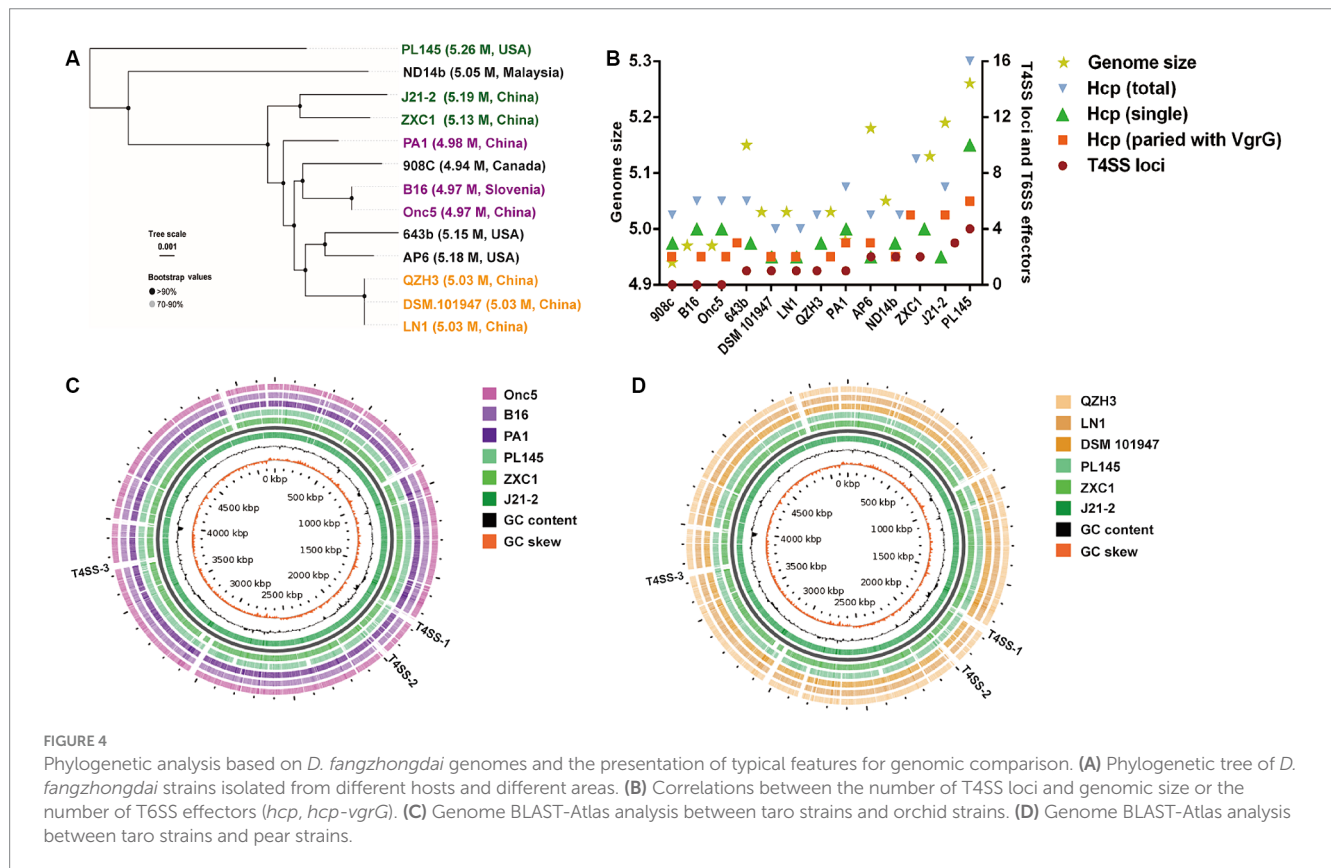 A
PL145 (5.26 M, USA)
ND14b (5.05 M, Malaysia)
J21-2 (5.19 M, China)
ZXC1 (5.13 M, China)
PA1 (4.98 M, China)
908C (4.94 M, Canada)
B16 (4.97 M, Slovenia)
Onc5 (4.97 M, China)
643b (5.15 M, USA)
AP6 (5.18 M, USA)
QZH3 (5.03 M, China)
DSM.101947 (5.03 M, China)
LN1 (5.03 M, China)
Tree scale
0.001
Bootstrap values
>90%
70-90%
B
Genome size
5.3
5.2
5.1
5.0
4.9
T4SS loci and T6SS effectors
16
12
8
4
0
908c
B16
Onc5
643b
DSM 101947
LN1
QZH3
PA1
AP6
ND14b
ZXC1
J21-2
PL145
Genome size
Hcp (total)
Hcp (single)
Hcp (paried with VgrG)
T4SS loci
C
0 kbp
500 kbp
1000 kbp
1500 kbp
2000 kbp
2500 kbp
3000 kbp
3500 kbp
4000 kbp
4500 kbp
T4SS-1
T4SS-2
T4SS-3
Onc5
B16
PA1
PL145
ZXC1
J21-2
GC content
GC skew
D
0 kbp
500 kbp
1000 kbp
1500 kbp
2000 kbp
2500 kbp
3000 kbp
3500 kbp
4000 kbp
4500 kbp
T4SS-1
T4SS-2
T4SS-3
QZH3
LN1
DSM 101947
PL145
ZXC1
J21-2
GC content
GC skew
FIGURE 4
Phylogenetic analysis based on D. fangzhongdai genomes and the presentation of typical features for genomic comparison. (A) Phylogenetic tree of D.
fangzhongdai strains isolated from different hosts and different areas. (B) Correlations between the number of T4SS loci and genomic size or the
number of T6SS effectors (hcp, hcp-vgrG). (C) Genome BLAST-Atlas analysis between taro strains and orchid strains. (D) Genome BLAST-Atlas analysis
between taro strains and pear strains.